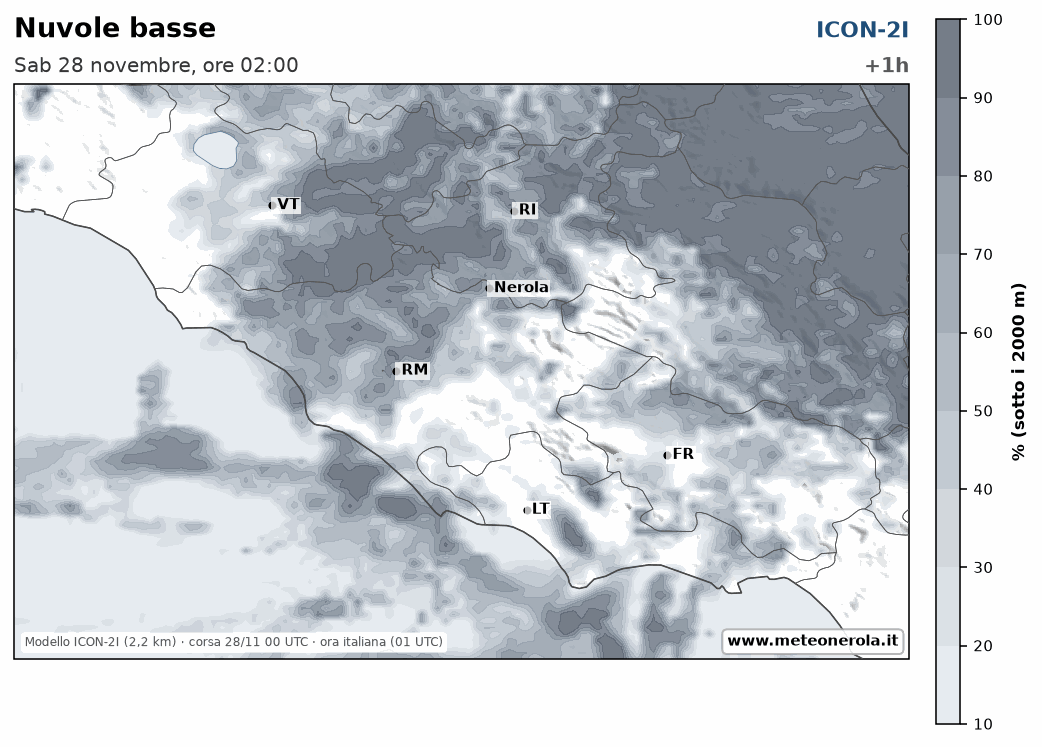 Nuvole basse
ICON-2I
Sab 28 novembre, ore 02:00
+1h
100
90
80
70
60
50
40
30
20
10
% (sotto i 2000 m)
VT
RI
Nerola
RM
FR
LT
Modello ICON-2I (2,2 km) · corsa 28/11 00 UTC · ora italiana (01 UTC)
www.meteonerola.it